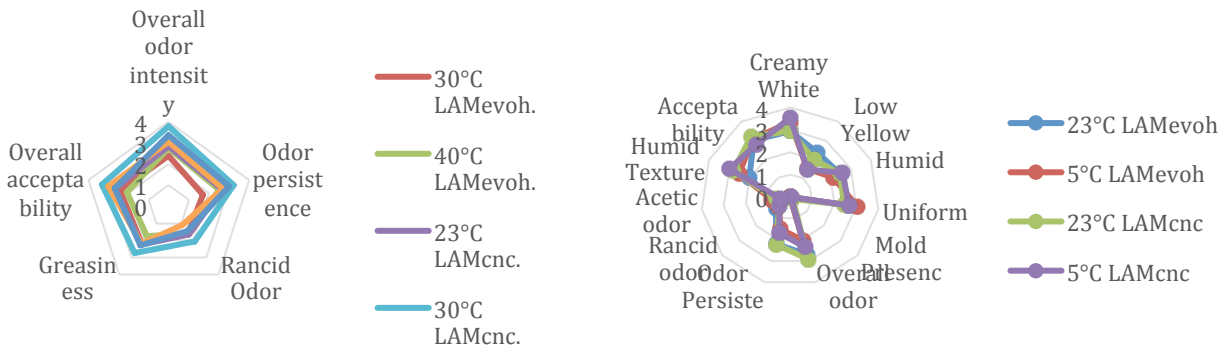 Overall
odor
intensit
y
4
3
2
1
0
Odor
persist
ence
Rancid
Odor
Greasin
ess
Overall
accepta
bility
30°C
LAMevoh.
40°C
LAMevoh.
23°C
LAMcnc.
30°C
LAMcnc.
Creamy
White
4
3
2
1
0
Low
Yellow
Humid
Uniform
Mold
Presenc
Overall
odor
Odor
Persiste
Rancid
odor
Acetic
odor
Humid
Texture
Accepta
bility
23°C LAMevoh
5°C LAMevoh
23°C LAMcnc
5°C LAMcnc